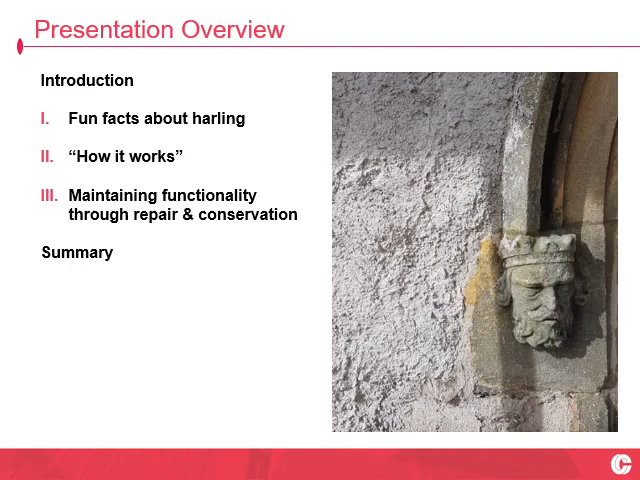 Presentation Overview
Introduction
I. Fun facts about harling
II. “How it works”
III. Maintaining functionality
through repair & conservation
Summary